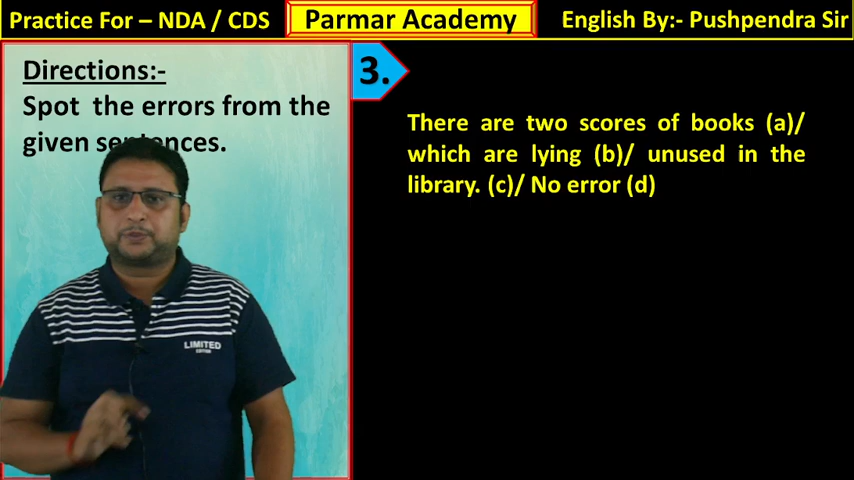 Practice For – NDA / CDS
Parmar Academy
English By:- Pushpendra Sir
Directions:-
Spot the errors from the
given sentences.
3.
There are two scores of books (a)/
which are lying (b)/ unused in the
library. (c)/ No error (d)
LIMITED
EDITION